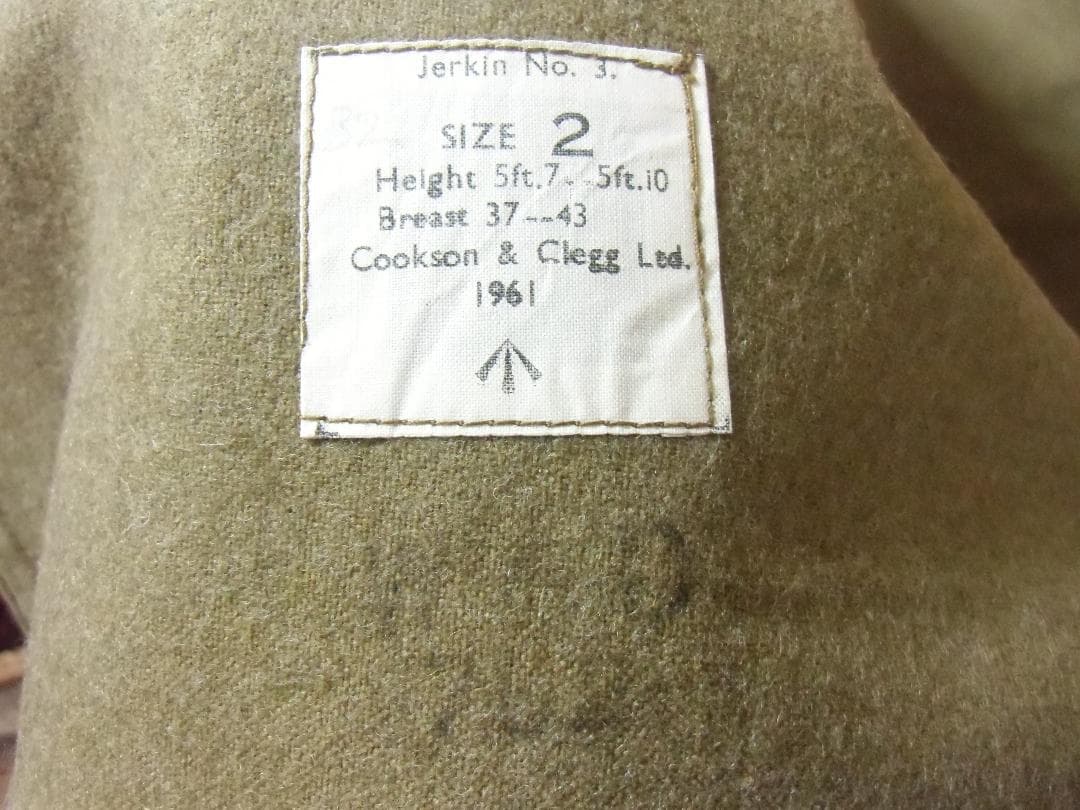 Jerkin No. 3.
SIZE 2
Height 5ft.7--5ft.10
Breast 37--43
Cookson & Clegg Ltd.
1961